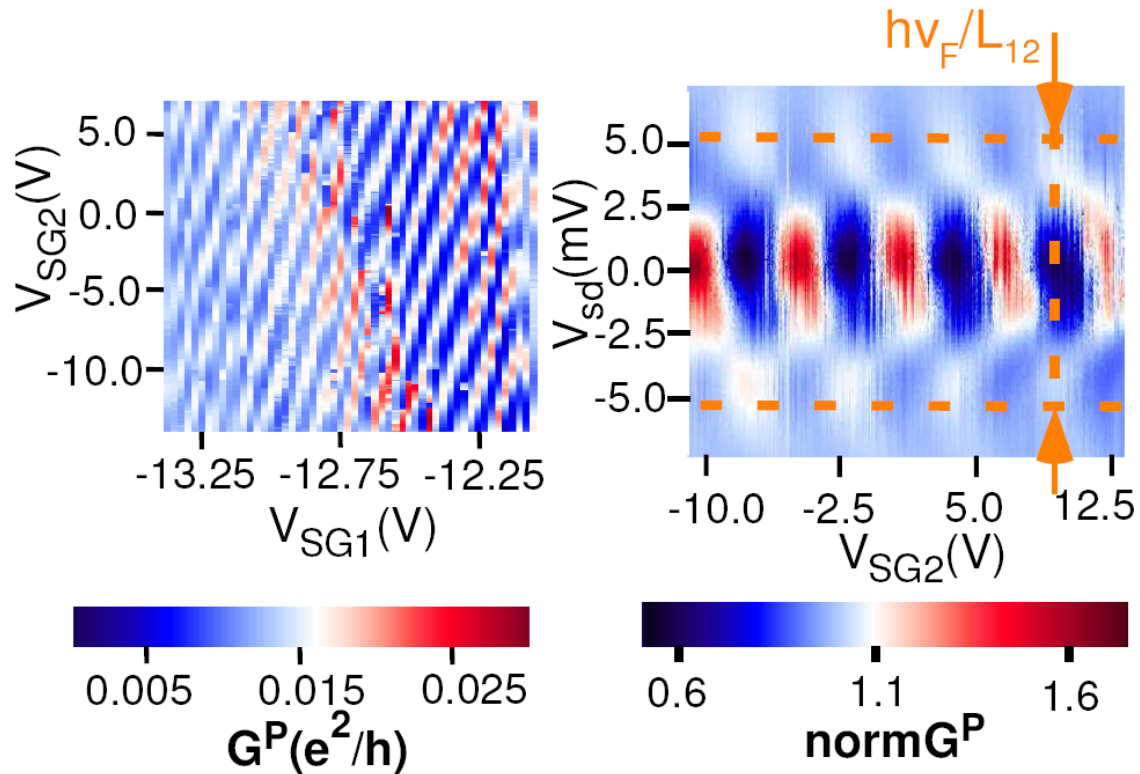 hv_F/L_12
5.0
0.0
-5.0
-10.0
V_SG2(V)
-13.25 -12.75 -12.25
V_SG1(V)
5.0
2.5
0.0
-2.5
-5.0
V_sd(mV)
-10.0 -2.5 5.0 12.5
V_SG2(V)
0.005 0.015 0.025
G^P(e^2/h)
0.6 1.1 1.6
normG^P